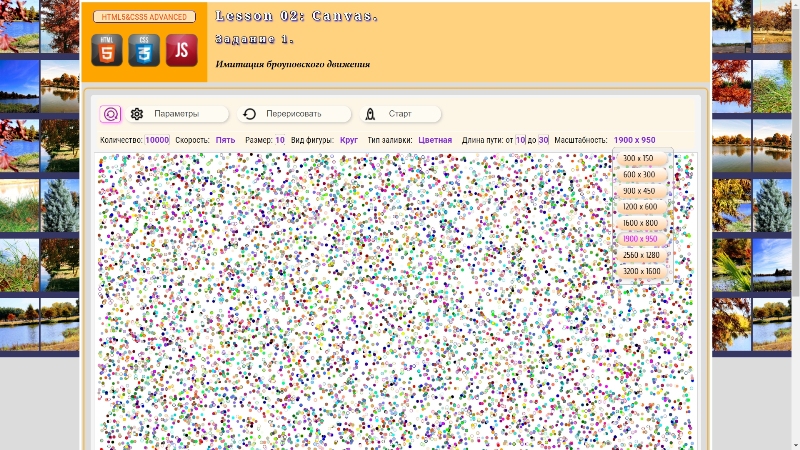 HTML5&CSS5 ADVANCED
HTML
5
CSS
3
JS
Lesson 02: Canvas.
Задание 1.
Имитация броуновского движения
Параметры
Перерисовать
Старт
Количество: 10000 Скорость: Пять Размер: 10 Вид фигуры: Круг Тип заливки: Цветная Длина пути: от 10 до 30 Масштабность: 1900 x 950
300 x 150
600 x 300
900 x 450
1200 x 600
1600 x 800
1900 x 950
2560 x 1280
3200 x 1600